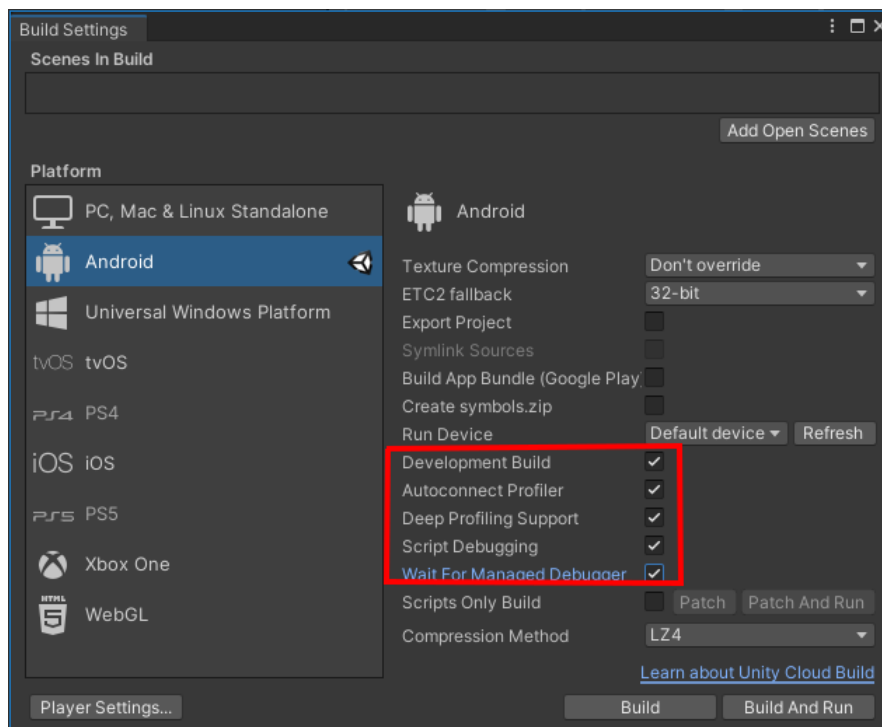 Build Settings
Scenes In Build
Add Open Scenes
Platform
PC, Mac & Linux Standalone
Android
Universal Windows Platform
tvOS tvOS
PS4 PS4
iOS iOS
PS5 PS5
Xbox One
HTML 5 WebGL
Android
Texture Compression Don't override
ETC2 fallback 32-bit
Export Project
Symlink Sources
Build App Bundle (Google Play)
Create symbols.zip
Run Device Default device Refresh
Development Build
Autoconnect Profiler
Deep Profiling Support
Script Debugging
Wait For Managed Debugger
Scripts Only Build Patch Patch And Run
Compression Method LZ4
Learn about Unity Cloud Build
Player Settings... Build Build And Run